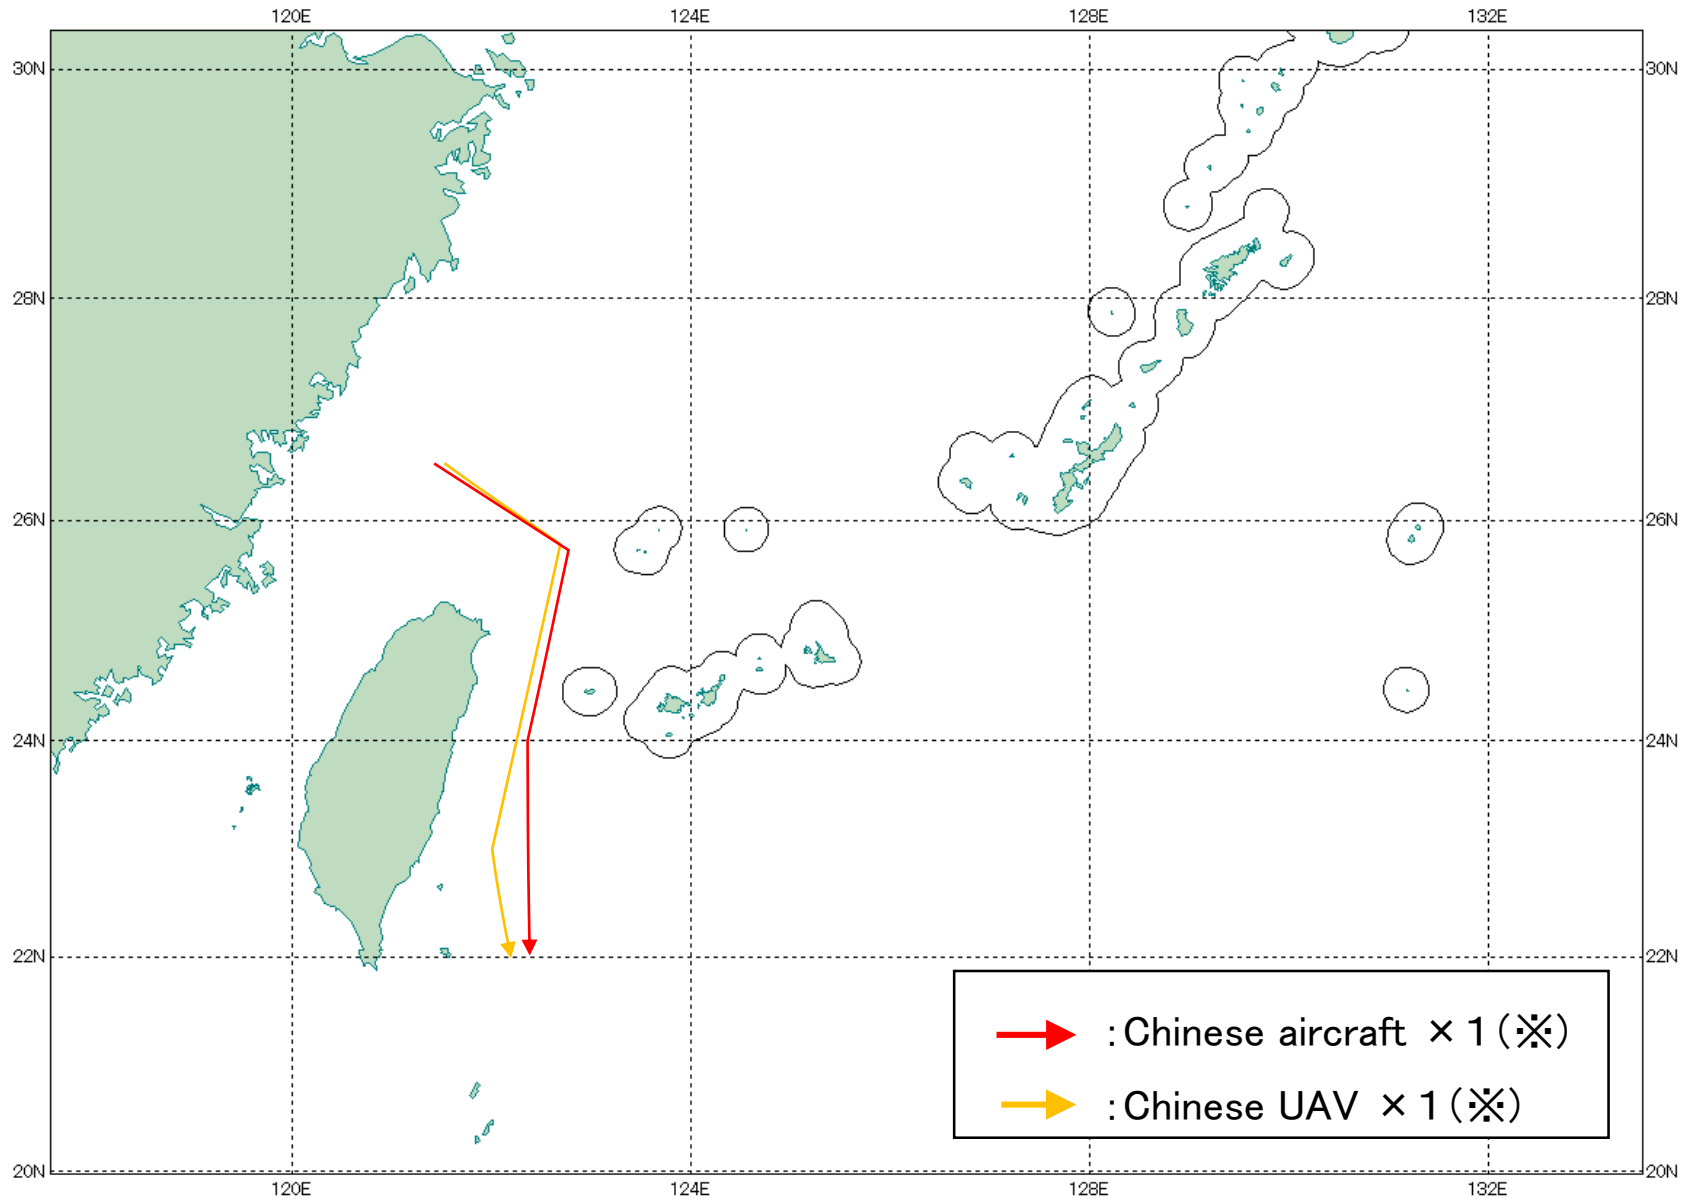 120E 124E 128E 132E
30N 30N
28N 28N
26N 26N
24N 24N
22N 22N
:Chinese aircraft ×1(※)
:Chinese UAV ×1(※)
20N 20N
120E 124E 128E 132E